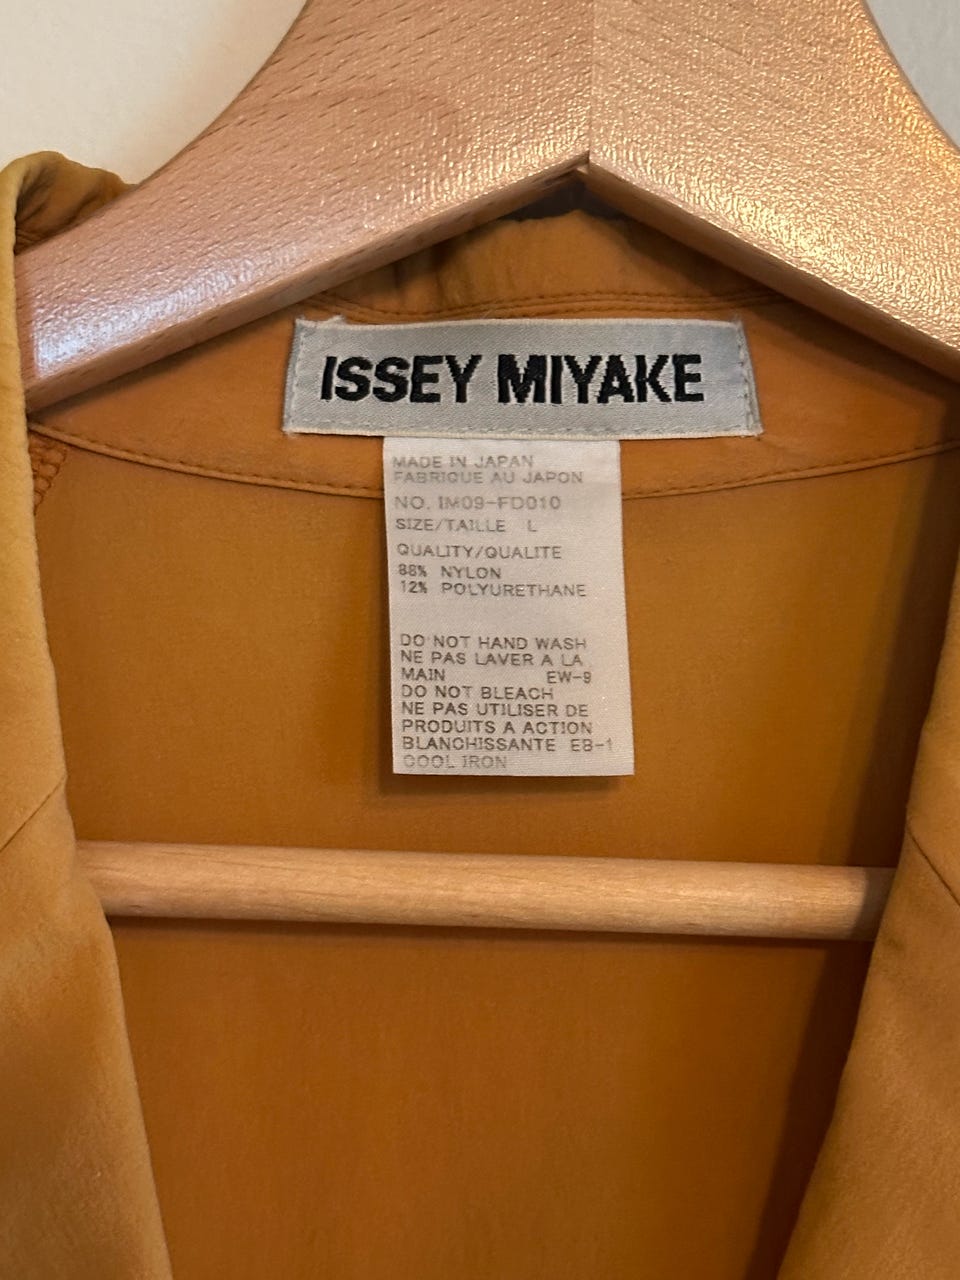 ISSEY MIYAKE
MADE IN JAPAN
FABRIQUE AU JAPON
NO. IM09-FD010
SIZE/TAILLE L
QUALITY/QUALITE
88% NYLON
12% POLYURETHANE
DO NOT HAND WASH
NE PAS LAVER A LA
MAIN EW-9
DO NOT BLEACH
NE PAS UTILISER DE
PRODUITS A ACTION
BLANCHISSANTE EB-1
COOL IRON